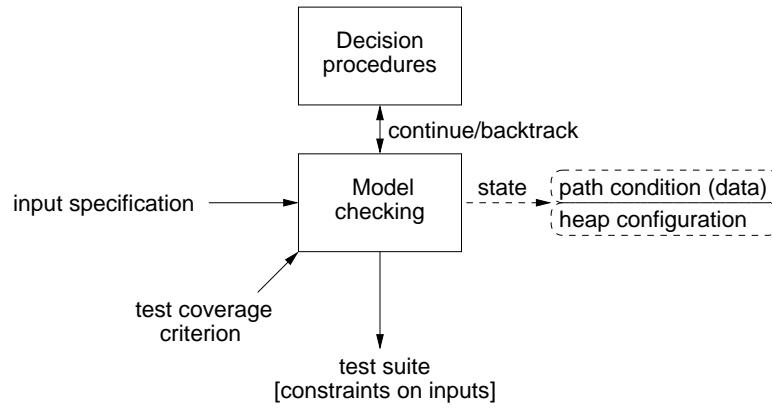 Decision
procedures
continue/backtrack
input specification
Model
checking
state
path condition (data)
heap configuration
test coverage
criterion
test suite
[constraints on inputs]